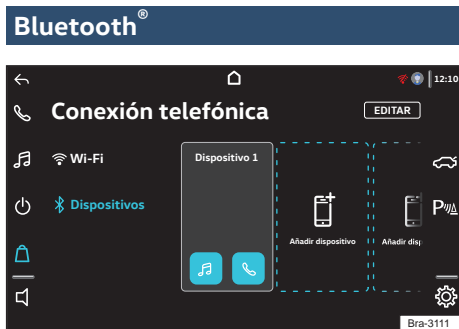 Bluetooth®
12:10
Conexión telefónica
EDITAR
Wi-Fi
Dispositivos
Dispositivo 1
Añadir dispositivo
Añadir disp
P
Bra-3111